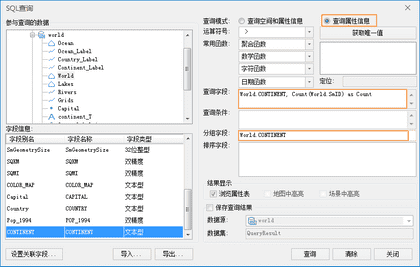 SQL查询
参与查询的数据
world
Ocean
Ocean_Label
Country_Label
Continent_Label
World
Lakes
Rivers
Grids
Capital
continent_T
字段信息:
字段别名 字段名称 字段类型
SmGeometrySize SmGeometrySize 32位整型
SQKM SQKM 双精度
SQMI SQMI 双精度
COLOR_MAP COLOR_MAP 文本型
Capital Capital 文本型
Country COUNTRY 文本型
Pop_1994 POP_1994 双精度
CONTINENT CONTINENT 文本型
设置关联字段... 导入... 导出...
查询模式: 查询空间和属性信息 查询属性信息
运算符号: > 获取唯一值
常用函数: 聚合函数
数学函数
字符函数
日期函数 定位:
查询字段: World.CONTINENT, Count(World.SmID) as Count
查询条件:
分组字段: World.CONTINENT
排序字段:
结果显示
浏览属性表 地图中高亮 场景中高亮
保存查询结果
数据源: world
数据集: QueryResult
查询 清除 关闭